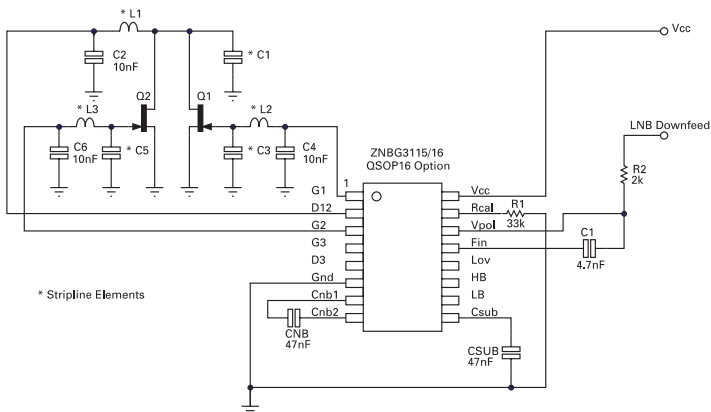 * L1
Vcc
C2
10nF
* C1
Q2
Q1
* L3
* L2
LNB Downfeed
C6
10nF
* C5
* C3
C4
10nF
ZNBG3115/16
QSOP16 Option
R2
2k
G1
1
Vcc
D12
Rcal
R1
33k
G2
Vpol
G3
Fin
C1
4.7nF
D3
Lov
Gnd
HB
* Stripline Elements
Cnb1
LB
Cnb2
Csub
CNB
47nF
CSUB
47nF